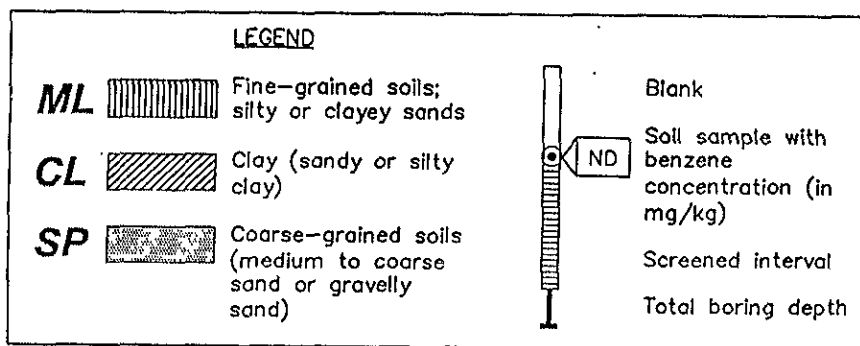 LEGEND
ML
Fine-grained soils;
silty or clayey sands
CL
Clay (sandy or silty
clay)
SP
Coarse-grained soils
(medium to coarse
sand or gravelly
sand)
Blank
ND
Soil sample with
benzene
concentration (in
mg/kg)
Screened interval
Total boring depth